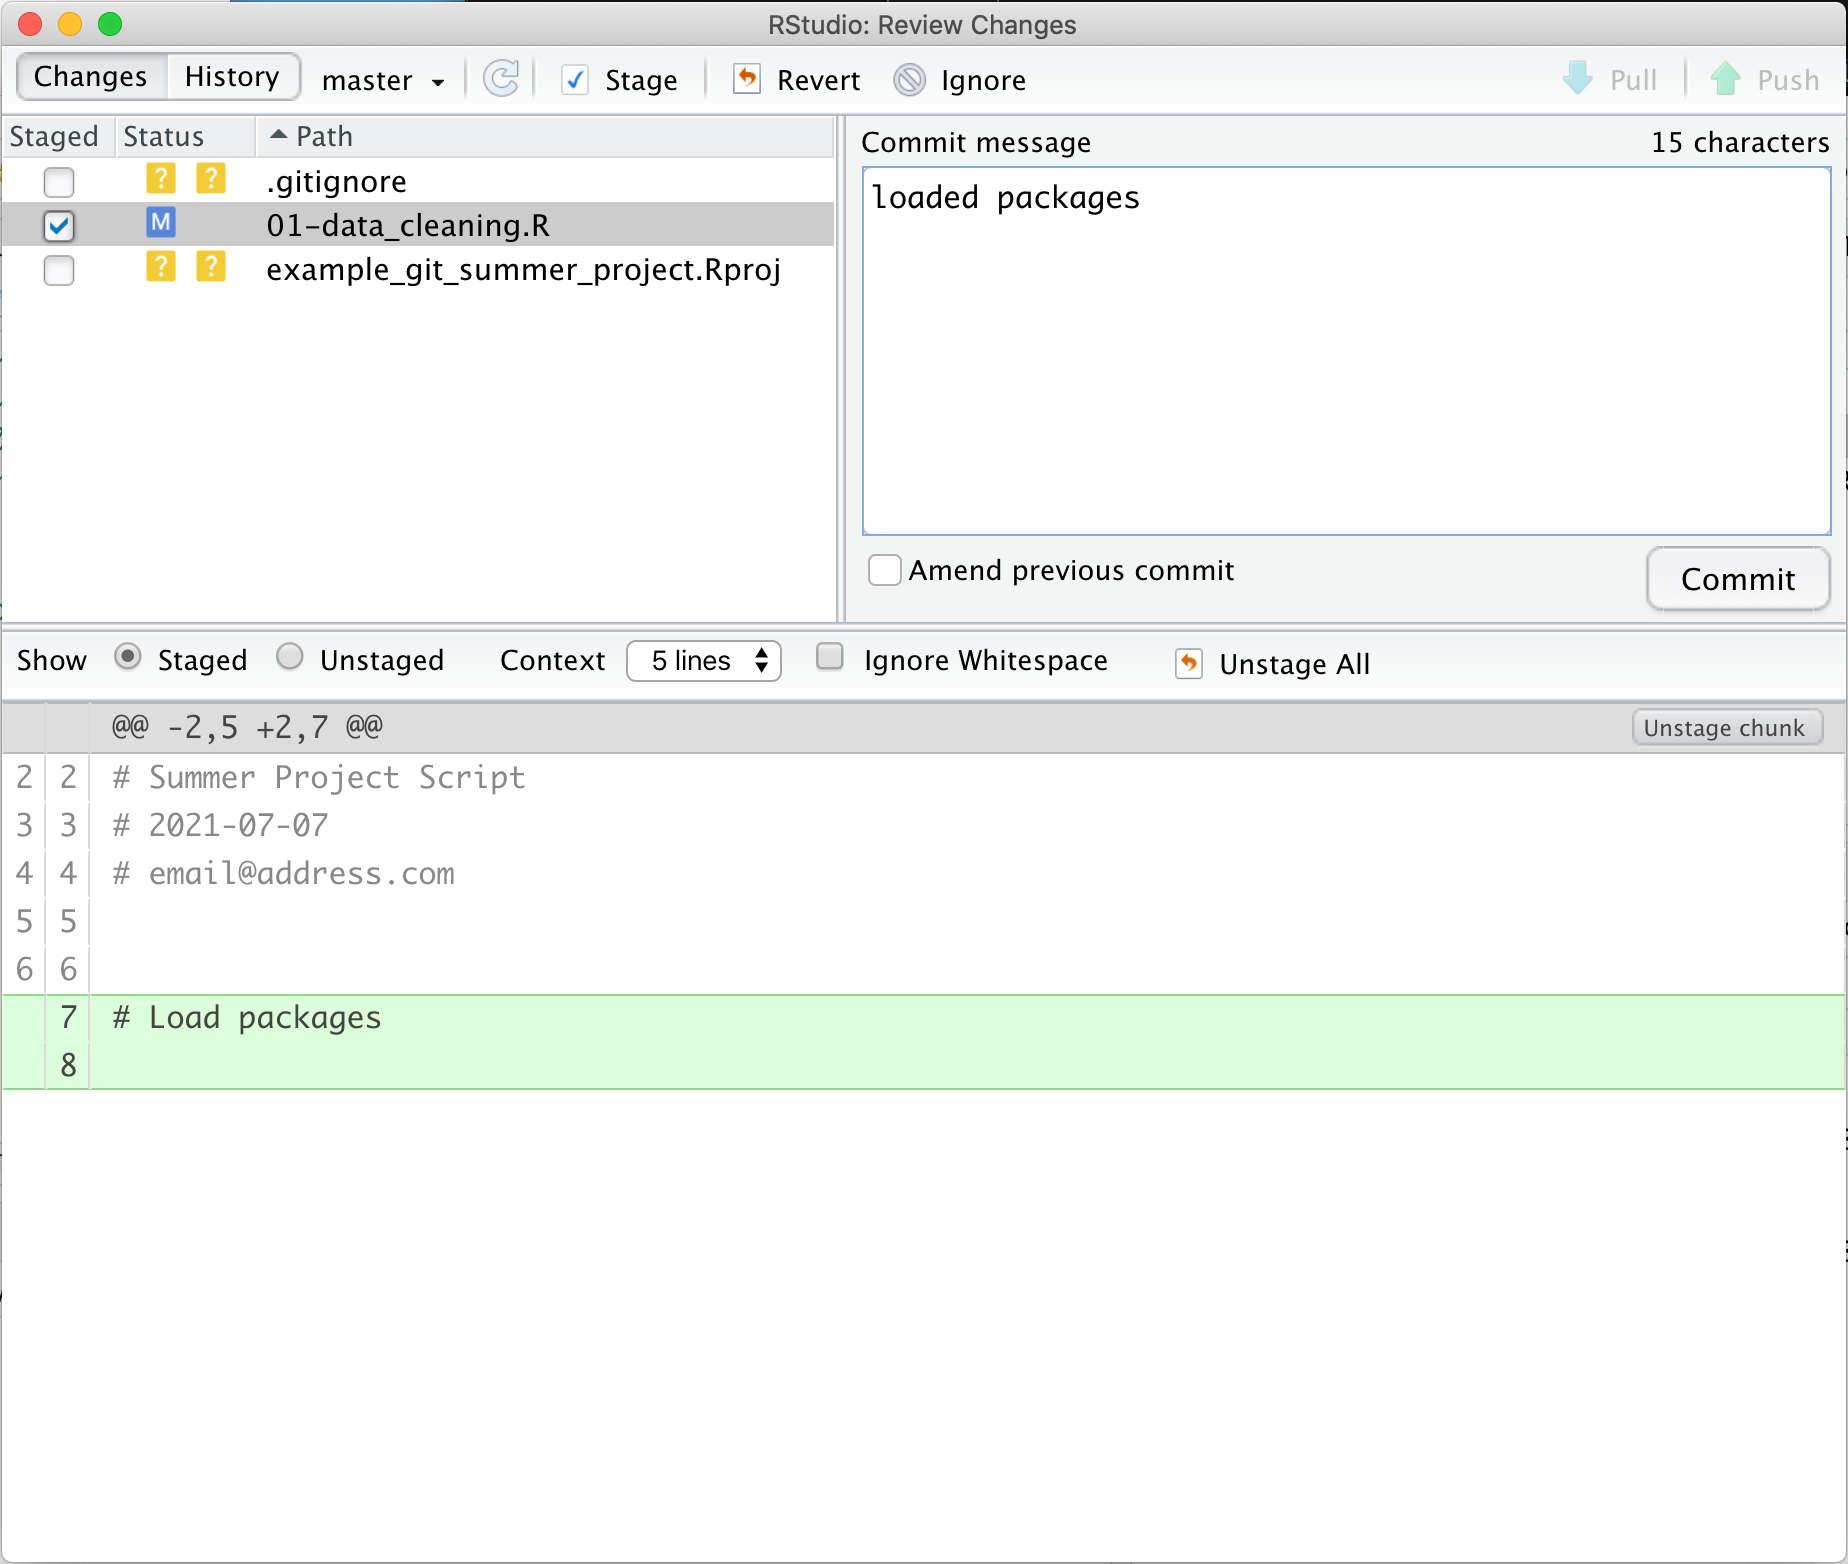 RStudio: Review Changes
Changes History master Stage Revert Ignore Pull Push
Staged Status Path
? ? .gitignore
M 01-data_cleaning.R
? ? example_git_summer_project.Rproj
Commit message 15 characters
loaded packages
Amend previous commit Commit
Show Staged Unstaged Context 5 lines Ignore Whitespace Unstage All
@@ -2,5 +2,7 @@ Unstage chunk
2 2 # Summer Project Script
3 3 # 2021-07-07
4 4 # email@address.com
5 5
6 6
7 # Load packages
8